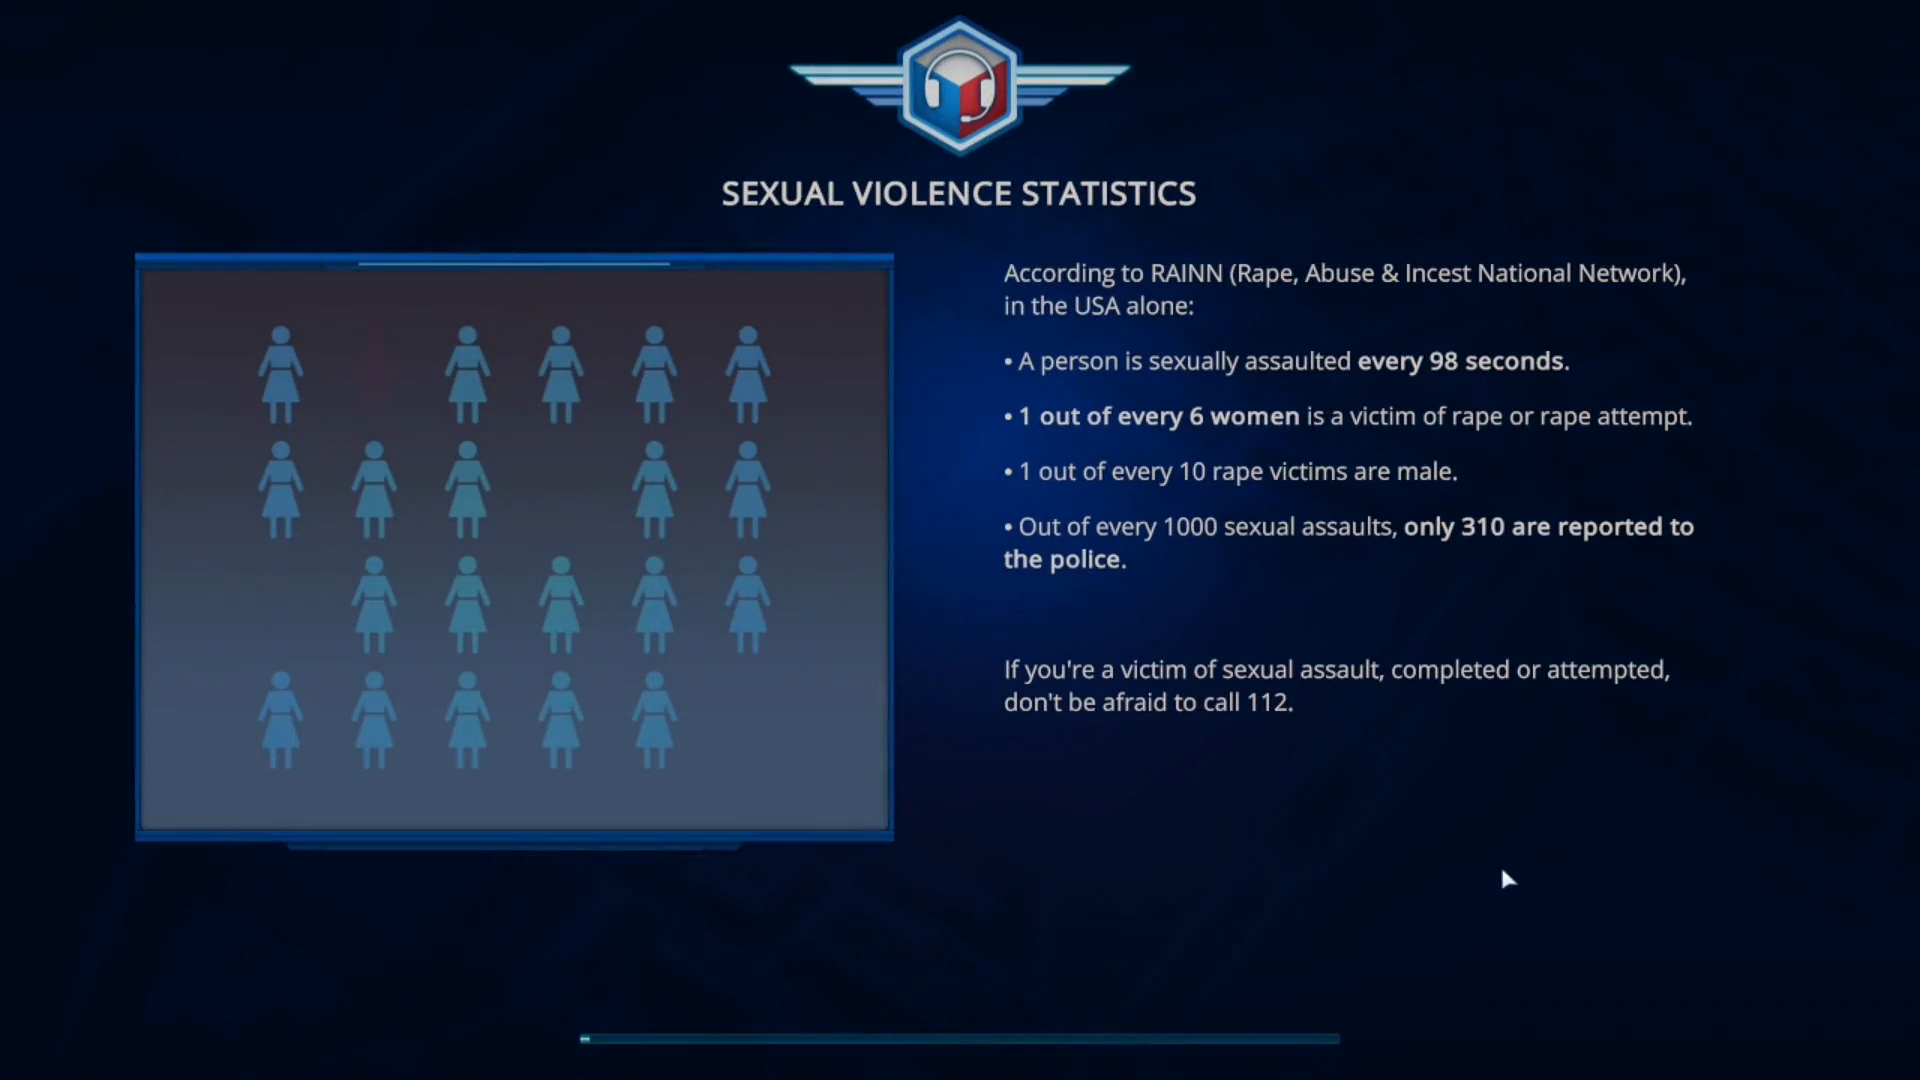 SEXUAL VIOLENCE STATISTICS
According to RAINN (Rape, Abuse & Incest National Network),
in the USA alone:
• A person is sexually assaulted every 98 seconds.
• 1 out of every 6 women is a victim of rape or rape attempt.
• 1 out of every 10 rape victims are male.
• Out of every 1000 sexual assaults, only 310 are reported to
the police.
If you're a victim of sexual assault, completed or attempted,
don't be afraid to call 112.